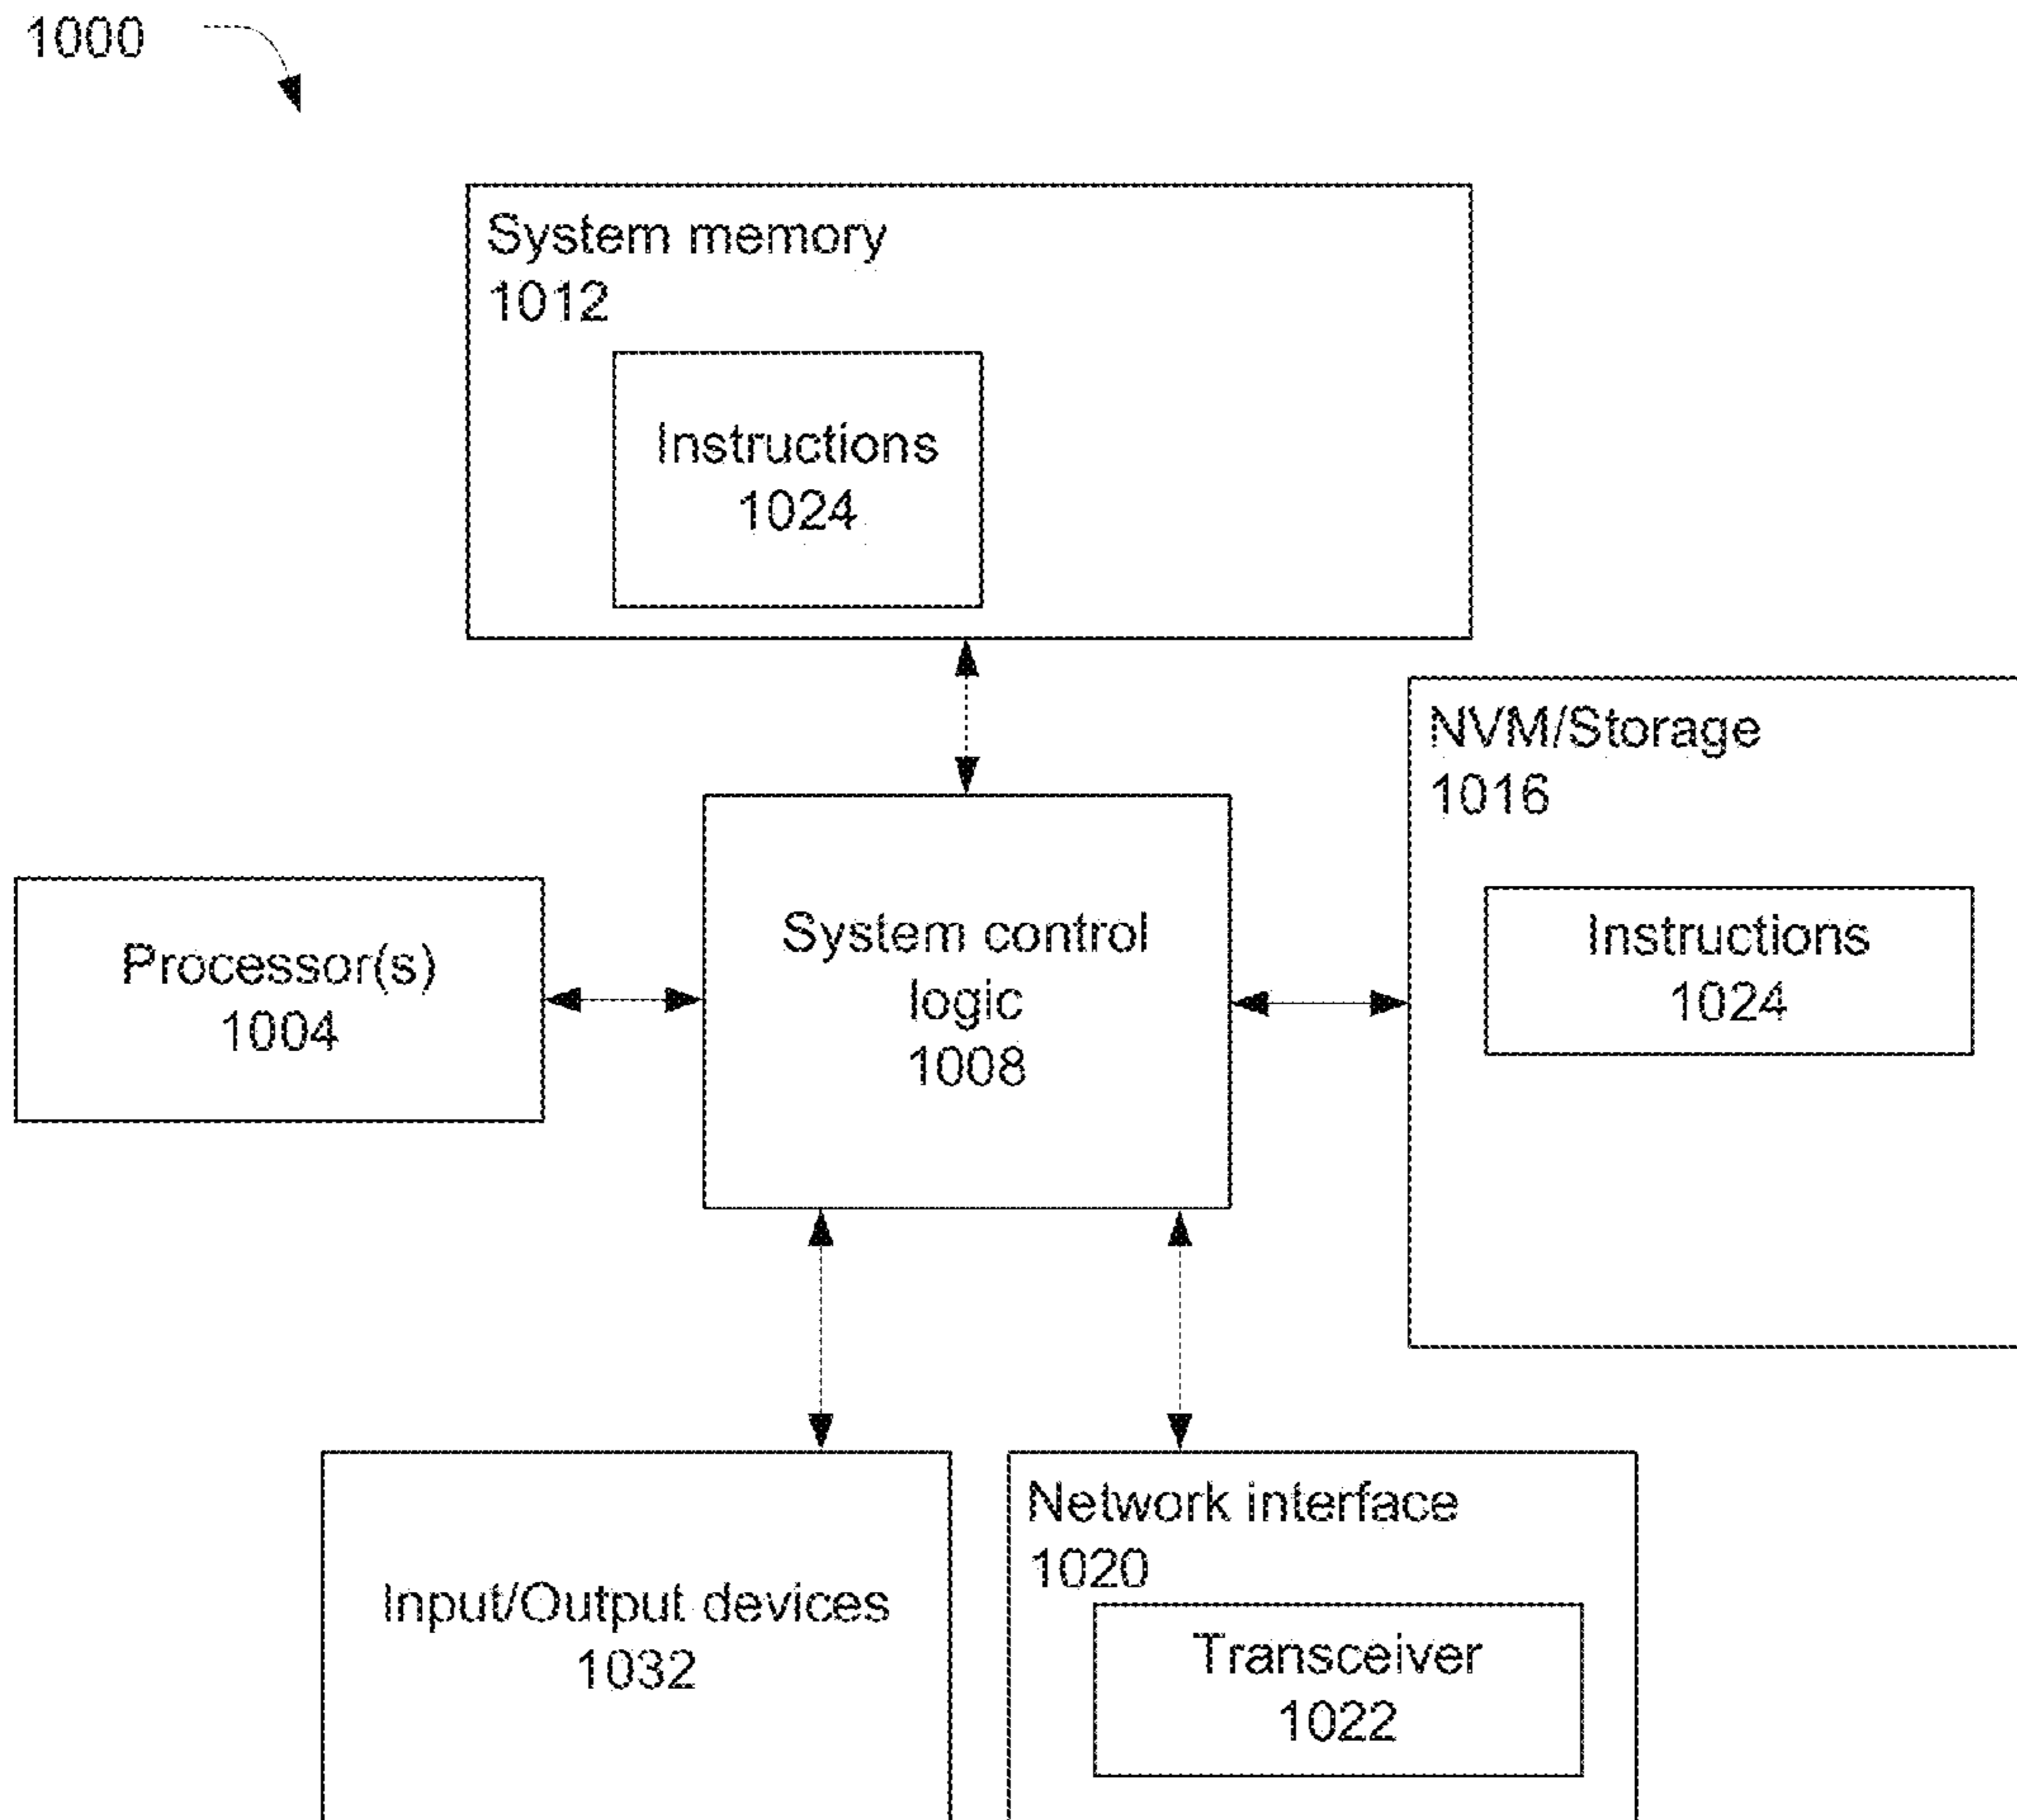 1000
System memory
1012
Instructions
1024
NVM/Storage
1016
Instructions
1024
Processor(s)
1004
System control
logic
1008
Input/Output devices
1032
Network interface
1020
Transceiver
1022